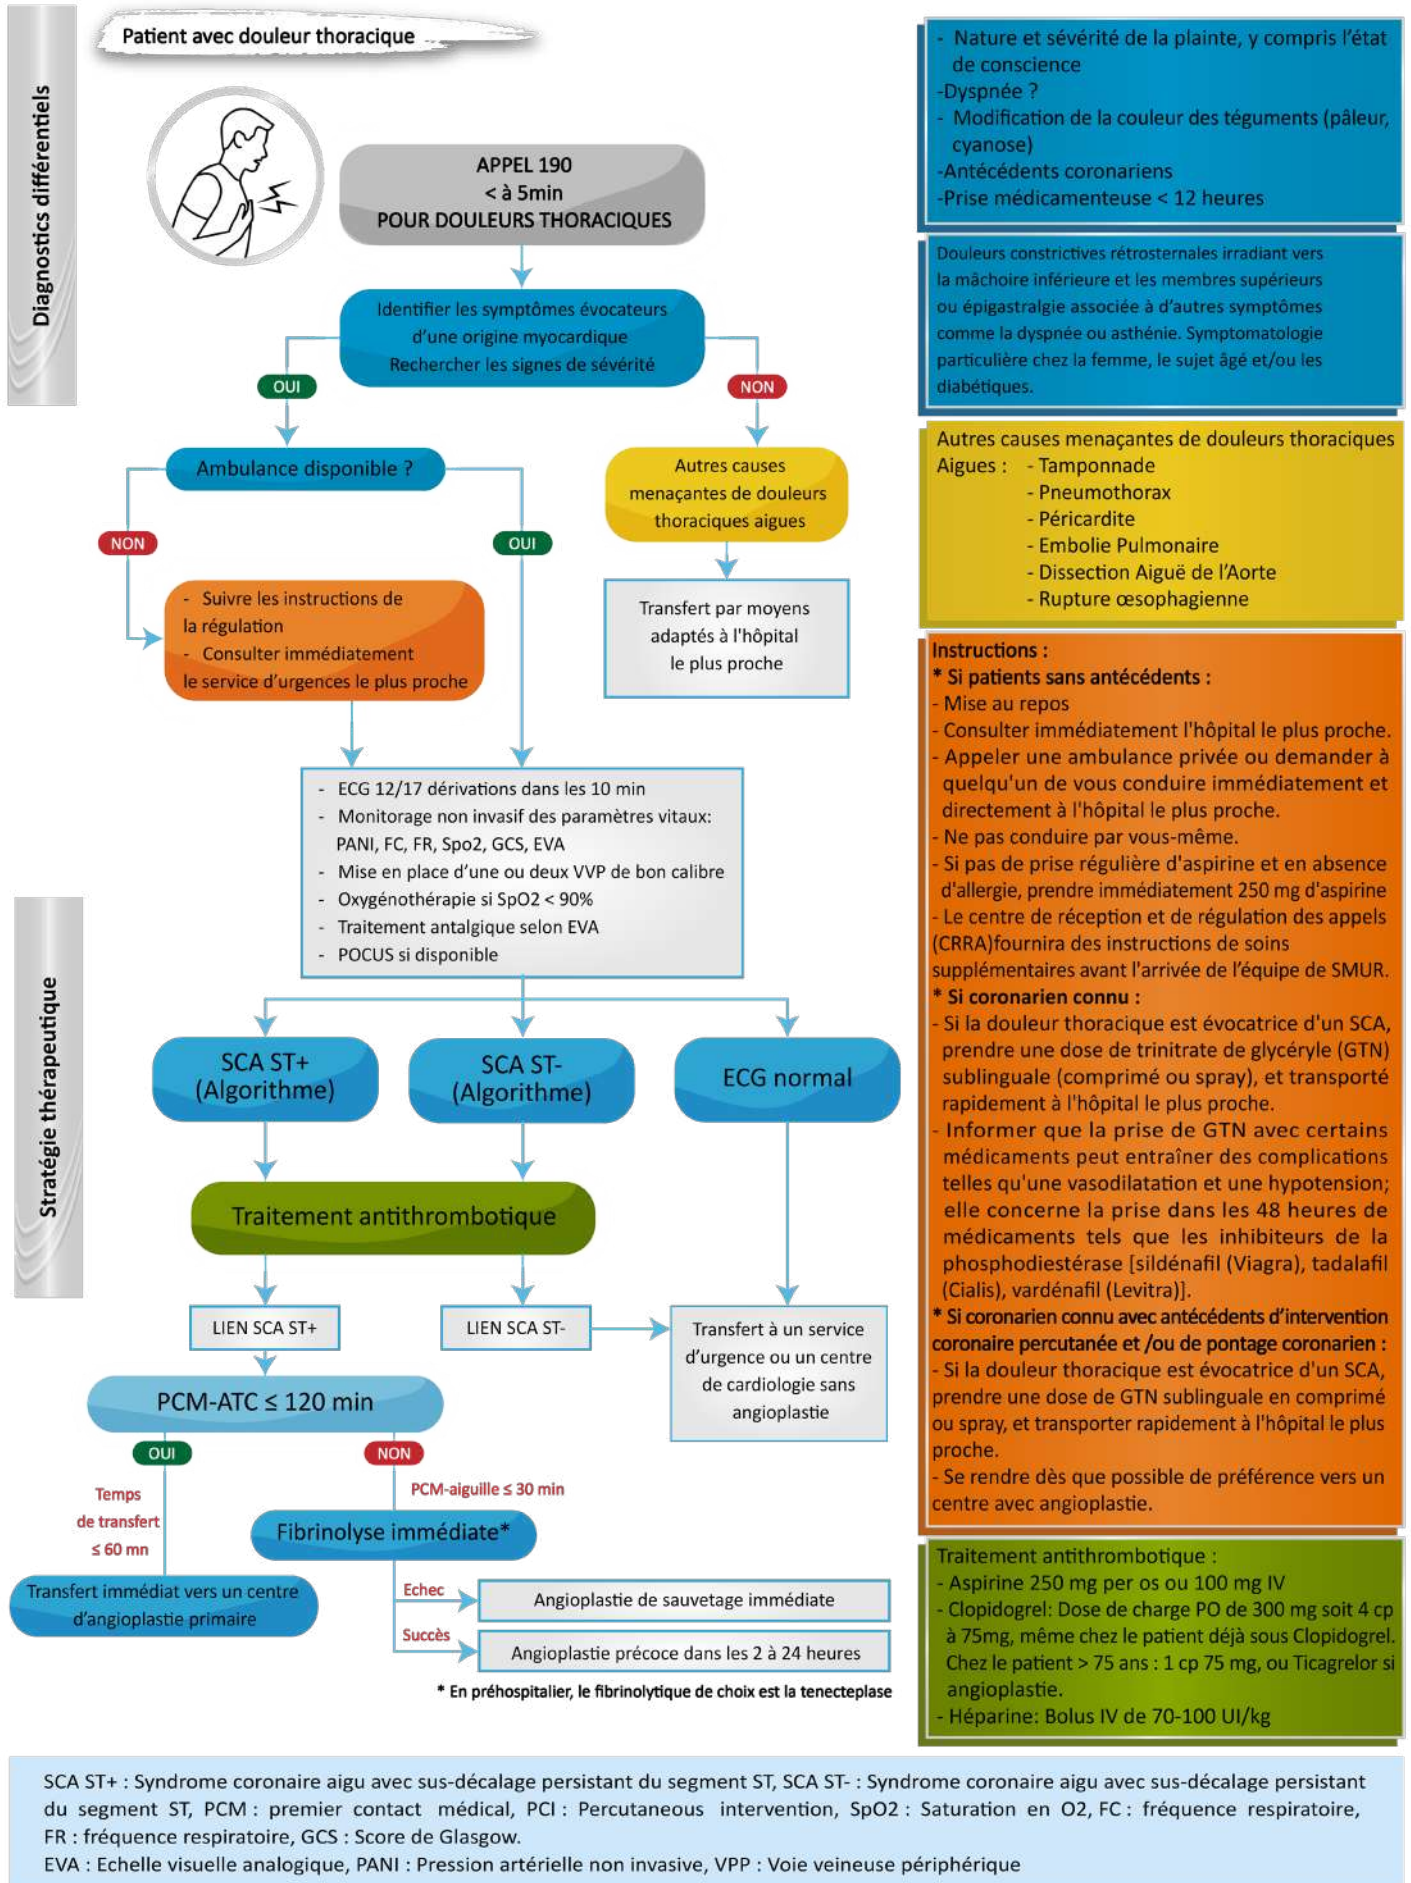 Patient avec douleur thoracique
Diagnostics différentiels
APPEL 190
< à 5min
POUR DOULEURS THORACIQUES
Identifier les symptômes évocateurs
d'une origine myocardique
Rechercher les signes de sévérité
OUI
NON
Ambulance disponible ?
Autres causes
menaçantes de douleurs
thoraciques aigues
NON
OUI
- Suivre les instructions de
la régulation
- Consulter immédiatement
le service d'urgences le plus proche
Transfert par moyens
adaptés à l'hôpital
le plus proche
Stratégie thérapeutique
- ECG 12/17 dérivations dans les 10 min
- Monitorage non invasif des paramètres vitaux:
PANI, FC, FR, Spo2, GCS, EVA
- Mise en place d'une ou deux VVP de bon calibre
- Oxygénothérapie si SpO2 < 90%
- Traitement antalgique selon EVA
- POCUS si disponible
SCA ST+
(Algorithme)
SCA ST-
(Algorithme)
ECG normal
Traitement antithrombotique
LIEN SCA ST+
LIEN SCA ST-
Transfert à un service
d'urgence ou un centre
de cardiologie sans
angioplastie
PCM-ATC ≤ 120 min
OUI
NON
Temps
de transfert
≤ 60 mn
PCM-aiguille ≤ 30 min
Fibrinolyse immédiate*
Transfert immédiat vers un centre
d'angioplastie primaire
Echec
Angioplastie de sauvetage immédiate
Succès
Angioplastie précoce dans les 2 à 24 heures
* En préhospitalier, le fibrinolytique de choix est la tenecteplase
- Nature et sévérité de la plainte, y compris l'état
de conscience
-Dyspnée ?
- Modification de la couleur des téguments (pâleur,
cyanose)
-Antécédents coronariens
-Prise médicamenteuse < 12 heures
Douleurs constrictives rétrosternales irradiant vers
la mâchoire inférieure et les membres supérieurs
ou épigastralgie associée à d'autres symptômes
comme la dyspnée ou asthénie. Symptomatologie
particulière chez la femme, le sujet âgé et/ou les
diabétiques.
Autres causes menaçantes de douleurs thoraciques
Aigues : - Tamponnade
- Pneumothorax
- Péricardite
- Embolie Pulmonaire
- Dissection Aiguë de l'Aorte
- Rupture œsophagienne
Instructions :
* Si patients sans antécédents :
- Mise au repos
- Consulter immédiatement l'hôpital le plus proche.
- Appeler une ambulance privée ou demander à
quelqu'un de vous conduire immédiatement et
directement à l'hôpital le plus proche.
- Ne pas conduire par vous-même.
- Si pas de prise régulière d'aspirine et en absence
d'allergie, prendre immédiatement 250 mg d'aspirine
- Le centre de réception et de régulation des appels
(CRRA)fournira des instructions de soins
supplémentaires avant l'arrivée de l'équipe de SMUR.
* Si coronarien connu :
- Si la douleur thoracique est évocatrice d'un SCA,
prendre une dose de trinitrate de glycéryle (GTN)
sublinguale (comprimé ou spray), et transporté
rapidement à l'hôpital le plus proche.
- Informer que la prise de GTN avec certains
médicaments peut entraîner des complications
telles qu'une vasodilatation et une hypotension;
elle concerne la prise dans les 48 heures de
médicaments tels que les inhibiteurs de la
phosphodiestérase [sildénafil (Viagra), tadalafil
(Cialis), vardénafil (Levitra)].
* Si coronarien connu avec antécédents d'intervention
coronaire percutanée et /ou de pontage coronarien :
- Si la douleur thoracique est évocatrice d'un SCA,
prendre une dose de GTN sublinguale en comprimé
ou spray, et transporter rapidement à l'hôpital le plus
proche.
- Se rendre dès que possible de préférence vers un
centre avec angioplastie.
Traitement antithrombotique :
- Aspirine 250 mg per os ou 100 mg IV
- Clopidogrel: Dose de charge PO de 300 mg soit 4 cp
à 75mg, même chez le patient déjà sous Clopidogrel.
Chez le patient > 75 ans : 1 cp 75 mg, ou Ticagrelor si
angioplastie.
- Héparine: Bolus IV de 70-100 UI/kg
SCA ST+ : Syndrome coronaire aigu avec sus-décalage persistant du segment ST, SCA ST- : Syndrome coronaire aigu avec sus-décalage persistant
du segment ST, PCM : premier contact médical, PCI : Percutaneous intervention, SpO2 : Saturation en O2, FC : fréquence respiratoire,
FR : fréquence respiratoire, GCS : Score de Glasgow.
EVA : Echelle visuelle analogique, PANI : Pression artérielle non invasive, VPP : Voie veineuse périphérique